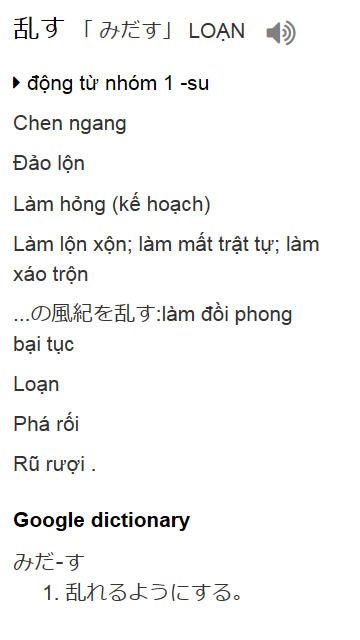 乱す 「 みだす」 LOẠN
động từ nhóm 1 -su
Chen ngang
Đảo lộn
Làm hỏng (kế hoạch)
Làm lộn xộn; làm mất trật tự; làm
xáo trộn
...の風紀を乱す:làm đồi phong
bại tục
Loạn
Phá rối
Rũ rượi .
Google dictionary
みだ-す
1. 乱れるようにする。